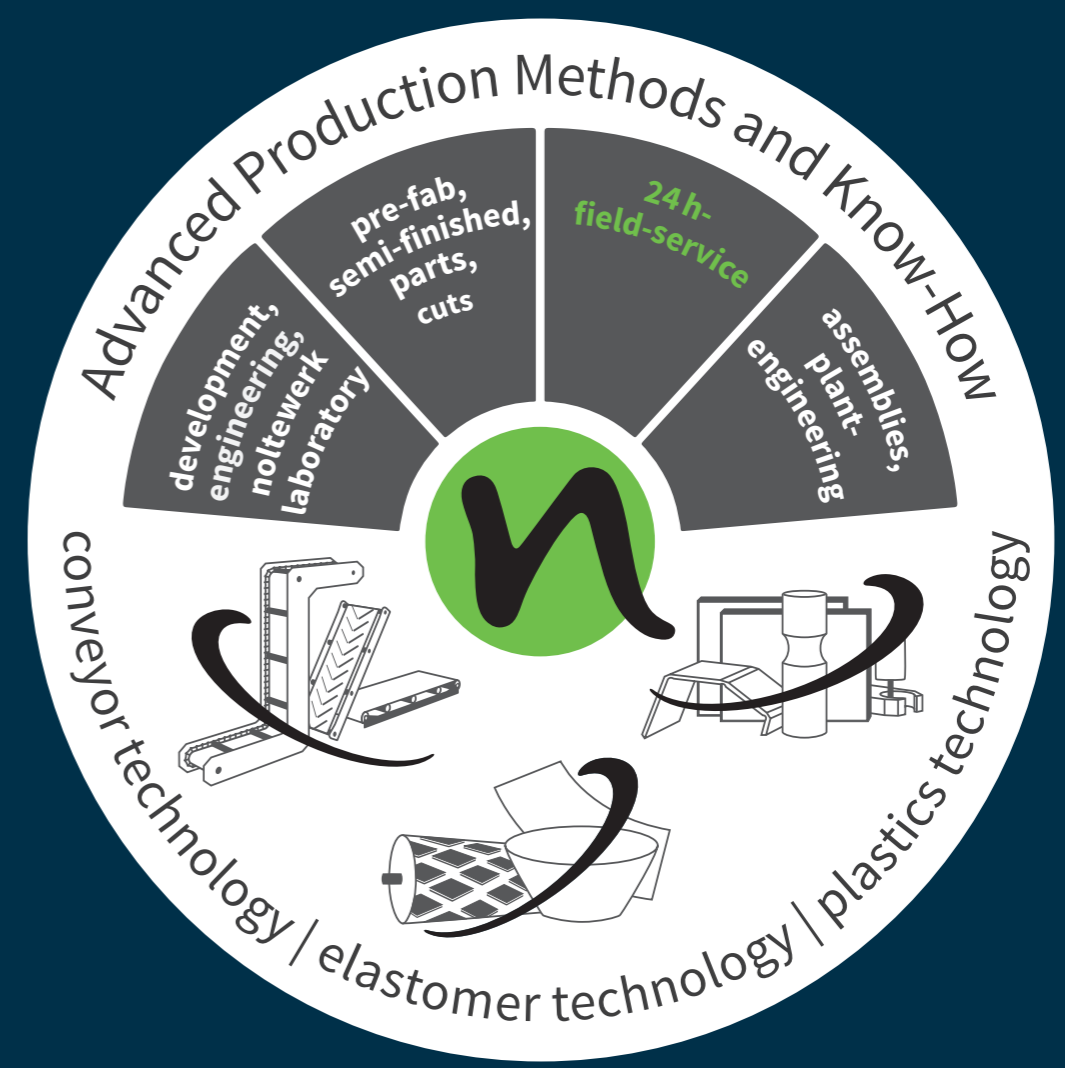 Advanced Production Methods and Know-How
development,
engineering,
noltewerk
laboratory
pre-fab,
semi-finished,
parts,
cuts
24h-
field-service
assemblies,
plant-
engineering
n
conveyor technology | elastomer technology | plastics technology